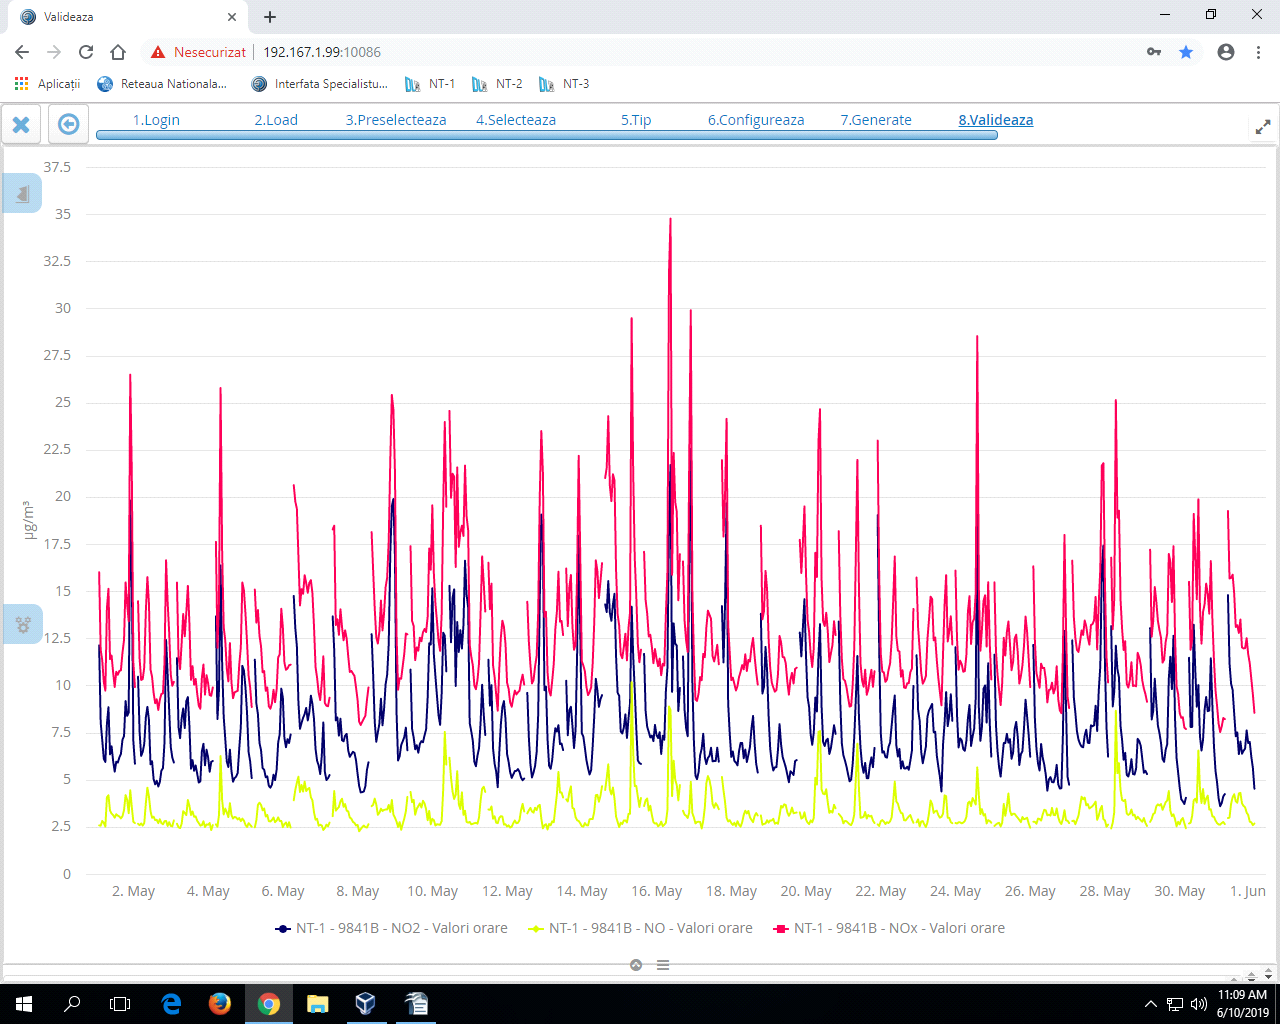 Valideaza
Nesecurizat 192.167.1.99:10086
Aplicații Reteaua Nationala... Interfata Specialistu... NT-1 NT-2 NT-3
1.Login 2.Load 3.Preselecteaza 4.Selecteaza 5.Tip 6.Configureaza 7.Generate 8.Valideaza
37.5
35
32.5
30
27.5
25
22.5
20
17.5
15
12.5
10
7.5
5
2.5
0
µg/m³
2. May 4. May 6. May 8. May 10. May 12. May 14. May 16. May 18. May 20. May 22. May 24. May 26. May 28. May 30. May 1. Jun
NT-1 - 9841B - NO2 - Valori orare NT-1 - 9841B - NO - Valori orare NT-1 - 9841B - NOx - Valori orare
11:09 AM
6/10/2019